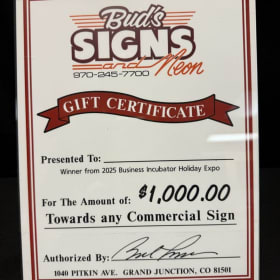 Bud's
SIGNS
and Neon
970-245-7700
GIFT CERTIFICATE
Presented To:
Winner from 2025 Business Incubator Holiday Expo
For The Amount of: $1,000.00
Towards any Commercial Sign
Authorized By:
1040 PITKIN AVE. GRAND JUNCTION, CO 81501